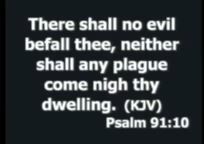 There shall no evil
befall thee, neither
shall any plague
come nigh thy
dwelling. (KJV)
Psalm 91:10